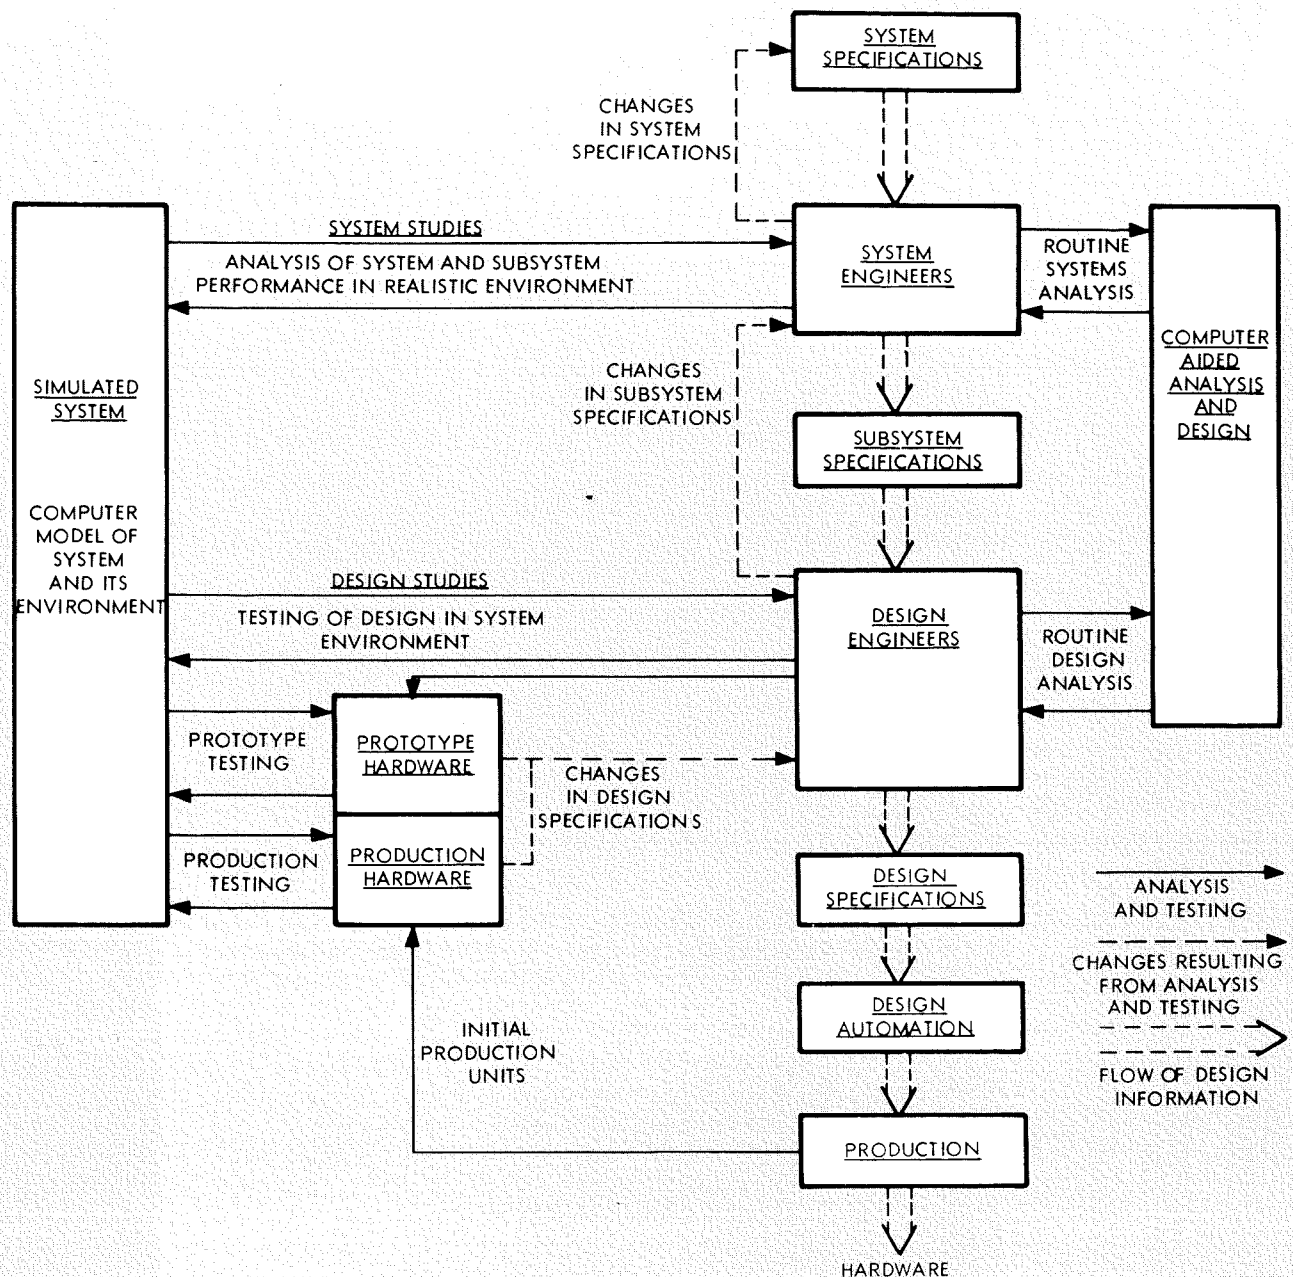 SYSTEM
SPECIFICATIONS
CHANGES
IN SYSTEM
SPECIFICATIONS
SYSTEM STUDIES
ANALYSIS OF SYSTEM AND SUBSYSTEM
PERFORMANCE IN REALISTIC ENVIRONMENT
SYSTEM
ENGINEERS
ROUTINE
SYSTEMS
ANALYSIS
COMPUTER
AIDED
ANALYSIS
AND
DESIGN
SIMULATED
SYSTEM
COMPUTER
MODEL OF
SYSTEM
AND ITS
ENVIRONMENT
CHANGES
IN SUBSYSTEM
SPECIFICATIONS
SUBSYSTEM
SPECIFICATIONS
DESIGN STUDIES
TESTING OF DESIGN IN SYSTEM
ENVIRONMENT
DESIGN
ENGINEERS
ROUTINE
DESIGN
ANALYSIS
PROTOTYPE
TESTING
PROTOTYPE
HARDWARE
CHANGES
IN DESIGN
SPECIFICATIONS
PRODUCTION
TESTING
PRODUCTION
HARDWARE
DESIGN
SPECIFICATIONS
DESIGN
AUTOMATION
INITIAL
PRODUCTION
UNITS
PRODUCTION
HARDWARE
ANALYSIS
AND TESTING
CHANGES RESULTING
FROM ANALYSIS
AND TESTING
FLOW OF DESIGN
INFORMATION